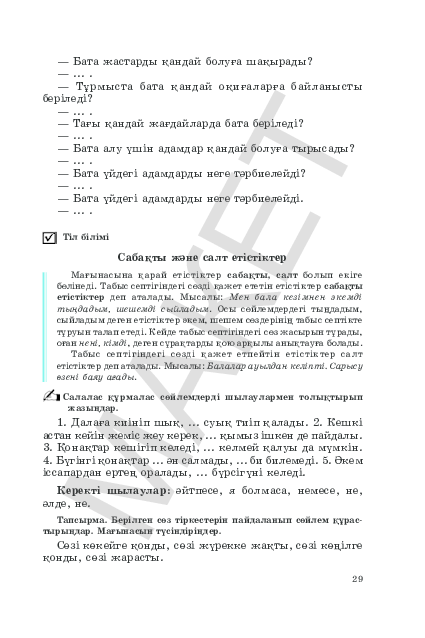 — Бата жастарды қандай болуға шақырады?
— ... .
— Тұрмыста бата қандай оқиғаларға байланысты
беріледі?
— ... .
— Тағы қандай жағдайларда бата беріледі?
— ... .
— Бата алу үшін адамдар қандай болуға тырысады?
— ... .
— Бата үйдегі адамдарды неге тәрбиелейді?
— ... .
— Бата үйдегі адамдарды неге тәрбиелейді.
— ... .
Тіл білімі
Сабақты және салт етістіктер
Мағынасына қарай етістіктер сабақты, салт болып екіге
бөлінеді. Табыс септігіндегі сөзді қажет ететін етістіктер сабақты
етістіктер деп аталады. Мысалы: Мен бала кезімнен әкемді
тыңдадым, шешемді сыйладым. Осы сөйлемдердегі тыңдадым,
сыйладым деген етістіктер әкем, шешем сөздерінің табыс септікте
тұруын талап етеді. Кейде табыс септігіндегі сөз жасырын тұрады,
оған нені, кімді, деген сұрақтарды қою арқылы анықтауға болады.
Табыс септігіндегі сөзді қажет етпейтін етістіктер салт
етістіктер деп аталады. Мысалы: Балалар ауылдан келіпті. Сарысу
өзені баяу ағады.
Салалас құрмалас сөйлемдерді шылаулармен толықтырып
жазыңдар.
1. Далаға киініп шық, ... суық тиіп қалады. 2. Кешкі
астан кейін жеміс жеу керек, ... қымыз ішкен де пайдалы.
3. Қонақтар кешігіп келеді, ... келмей қалуы да мүмкін.
4. Бүгінгі қонақтар ... ән салмады, ... би билемеді. 5. Әкем
іссапардан ертең оралады, ... бүрсігүні келеді.
Керекті шылаулар: әйтпесе, я болмаса, немесе, не,
әлде, не.
Тапсырма. Берілген сөз тіркестерін пайдаланып сөйлем құрас-
тырыңдар. Мағынасын түсіндіріңдер.
Сөзі көкейге қонды, сөзі жүрекке жақты, сөзі көңілге
қонды, сөзі жарасты.
29
МАКЕТ